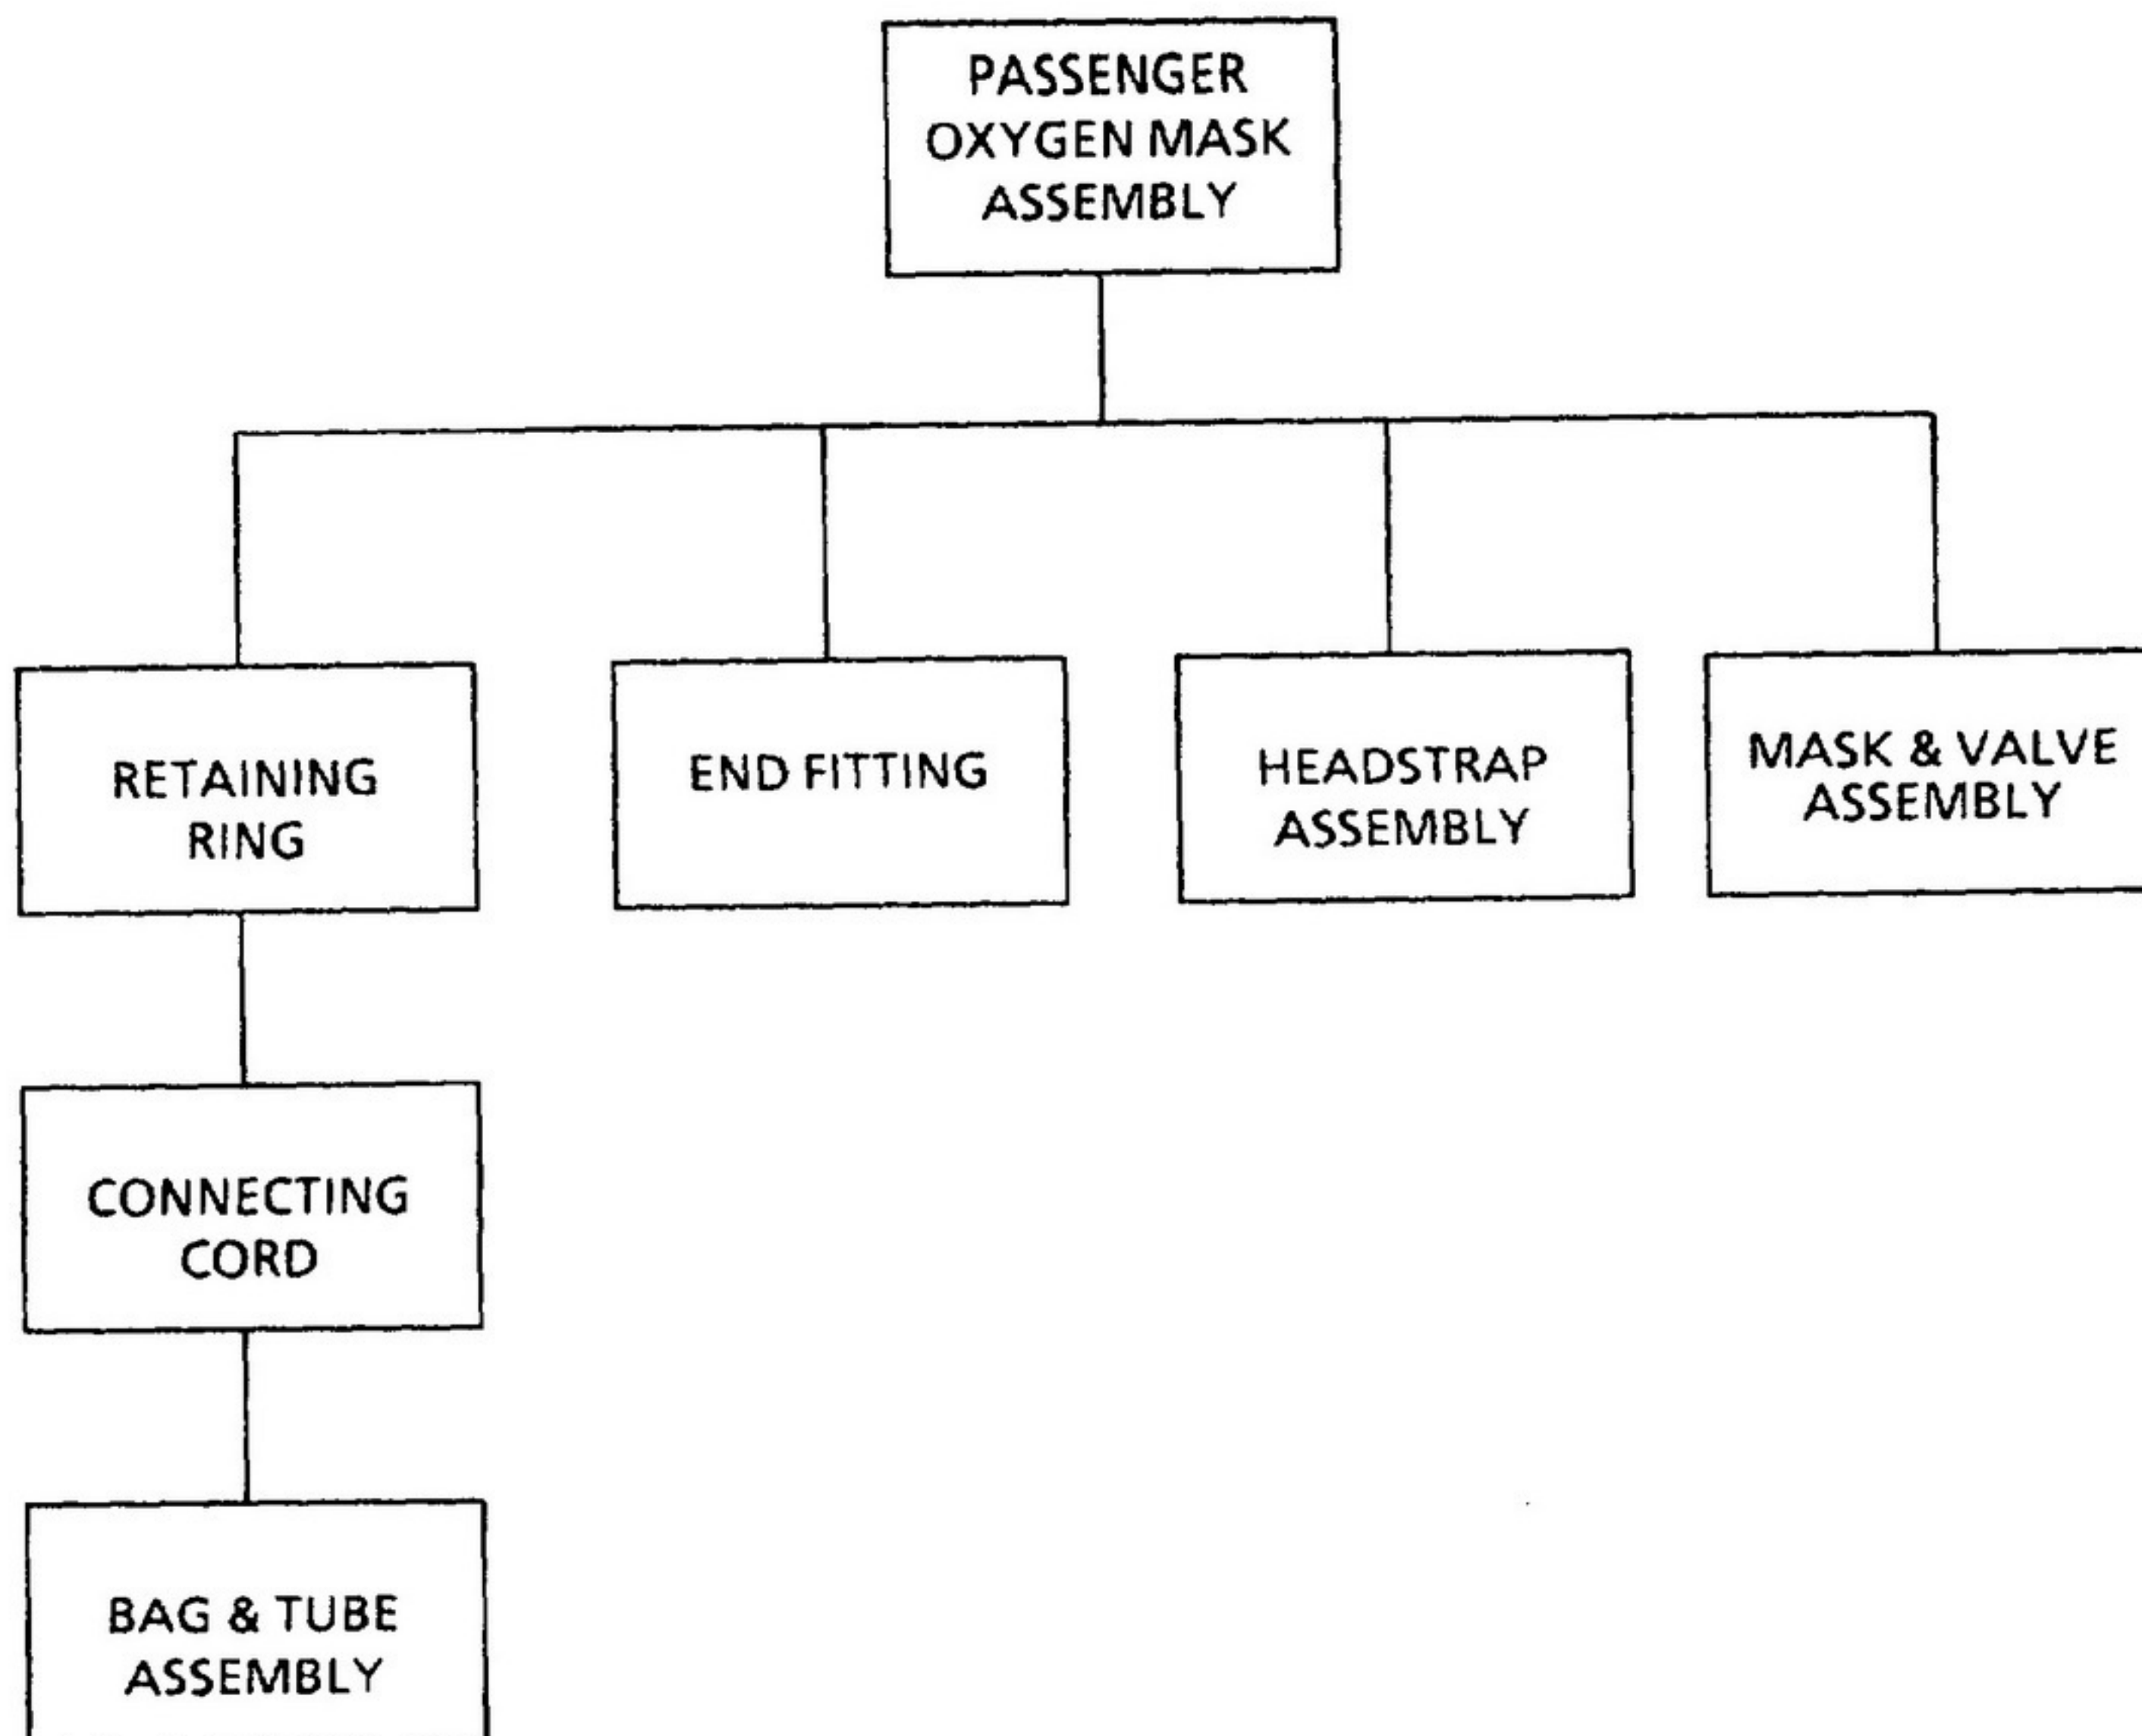 PASSENGER
OXYGEN MASK
ASSEMBLY
RETAINING
RING
END FITTING
HEADSTRAP
ASSEMBLY
MASK & VALVE
ASSEMBLY
CONNECTING
CORD
BAG & TUBE
ASSEMBLY